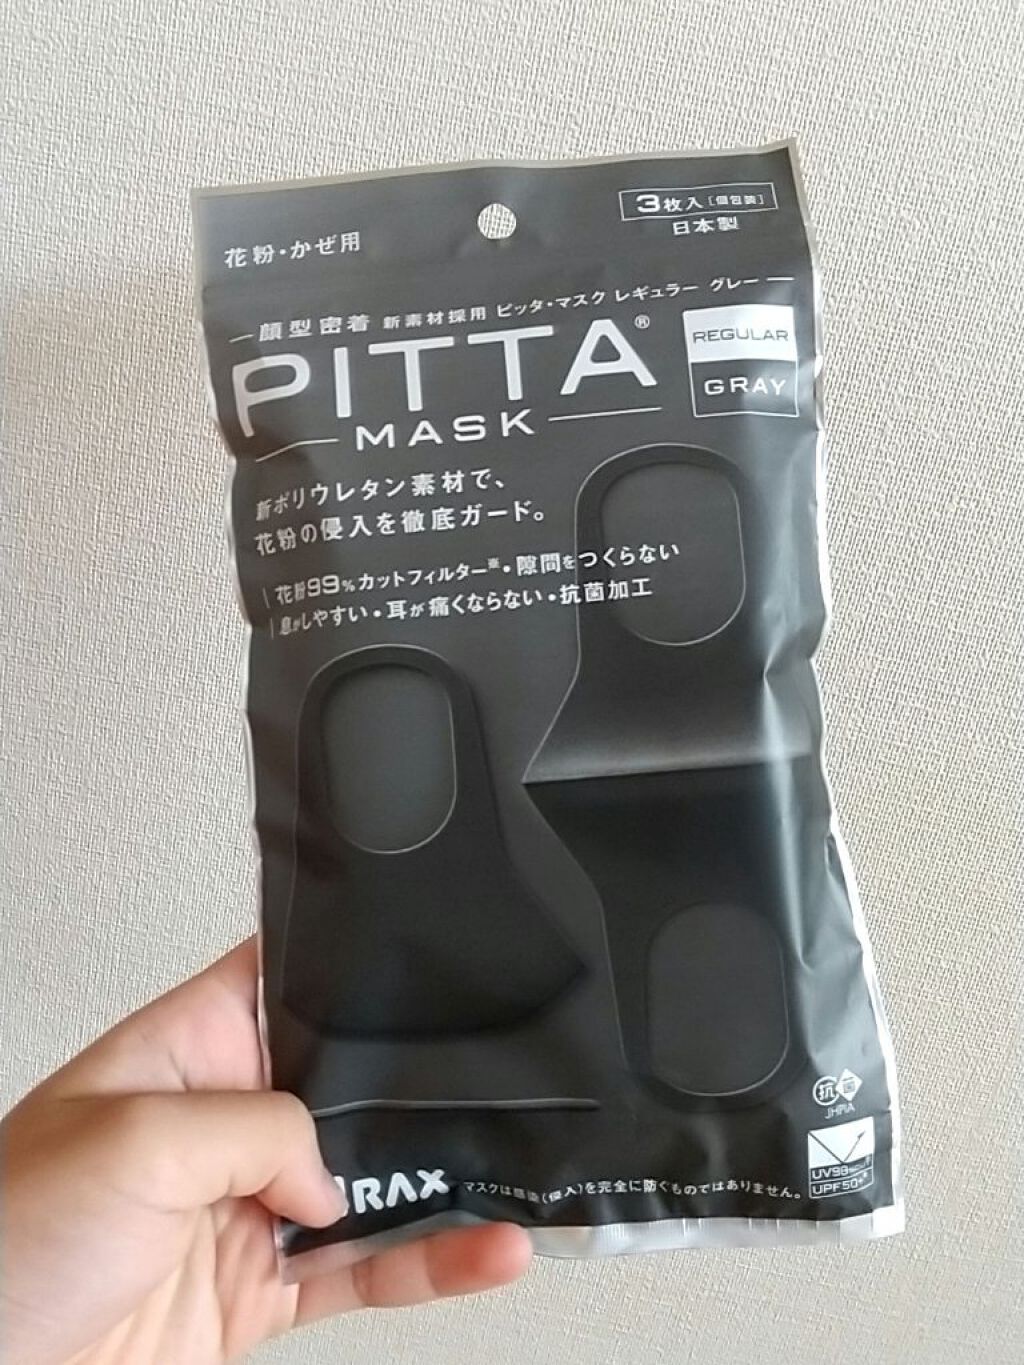 花粉・かぜ用
3枚入[個包装]
日本製
顔型密着 新素材採用 ピッタ・マスク レギュラー グレー
PITTA®
MASK
REGULAR
GRAY
新ポリウレタン素材で、
花粉の侵入を徹底ガード。
花粉99%カットフィルター※・隙間をつくらない
息がしやすい・耳が痛くならない・抗菌加工
抗菌
JHPIA
UV98%カット
UPF50+*
RAX マスクは感染(侵入)を完全に防ぐものではありません。